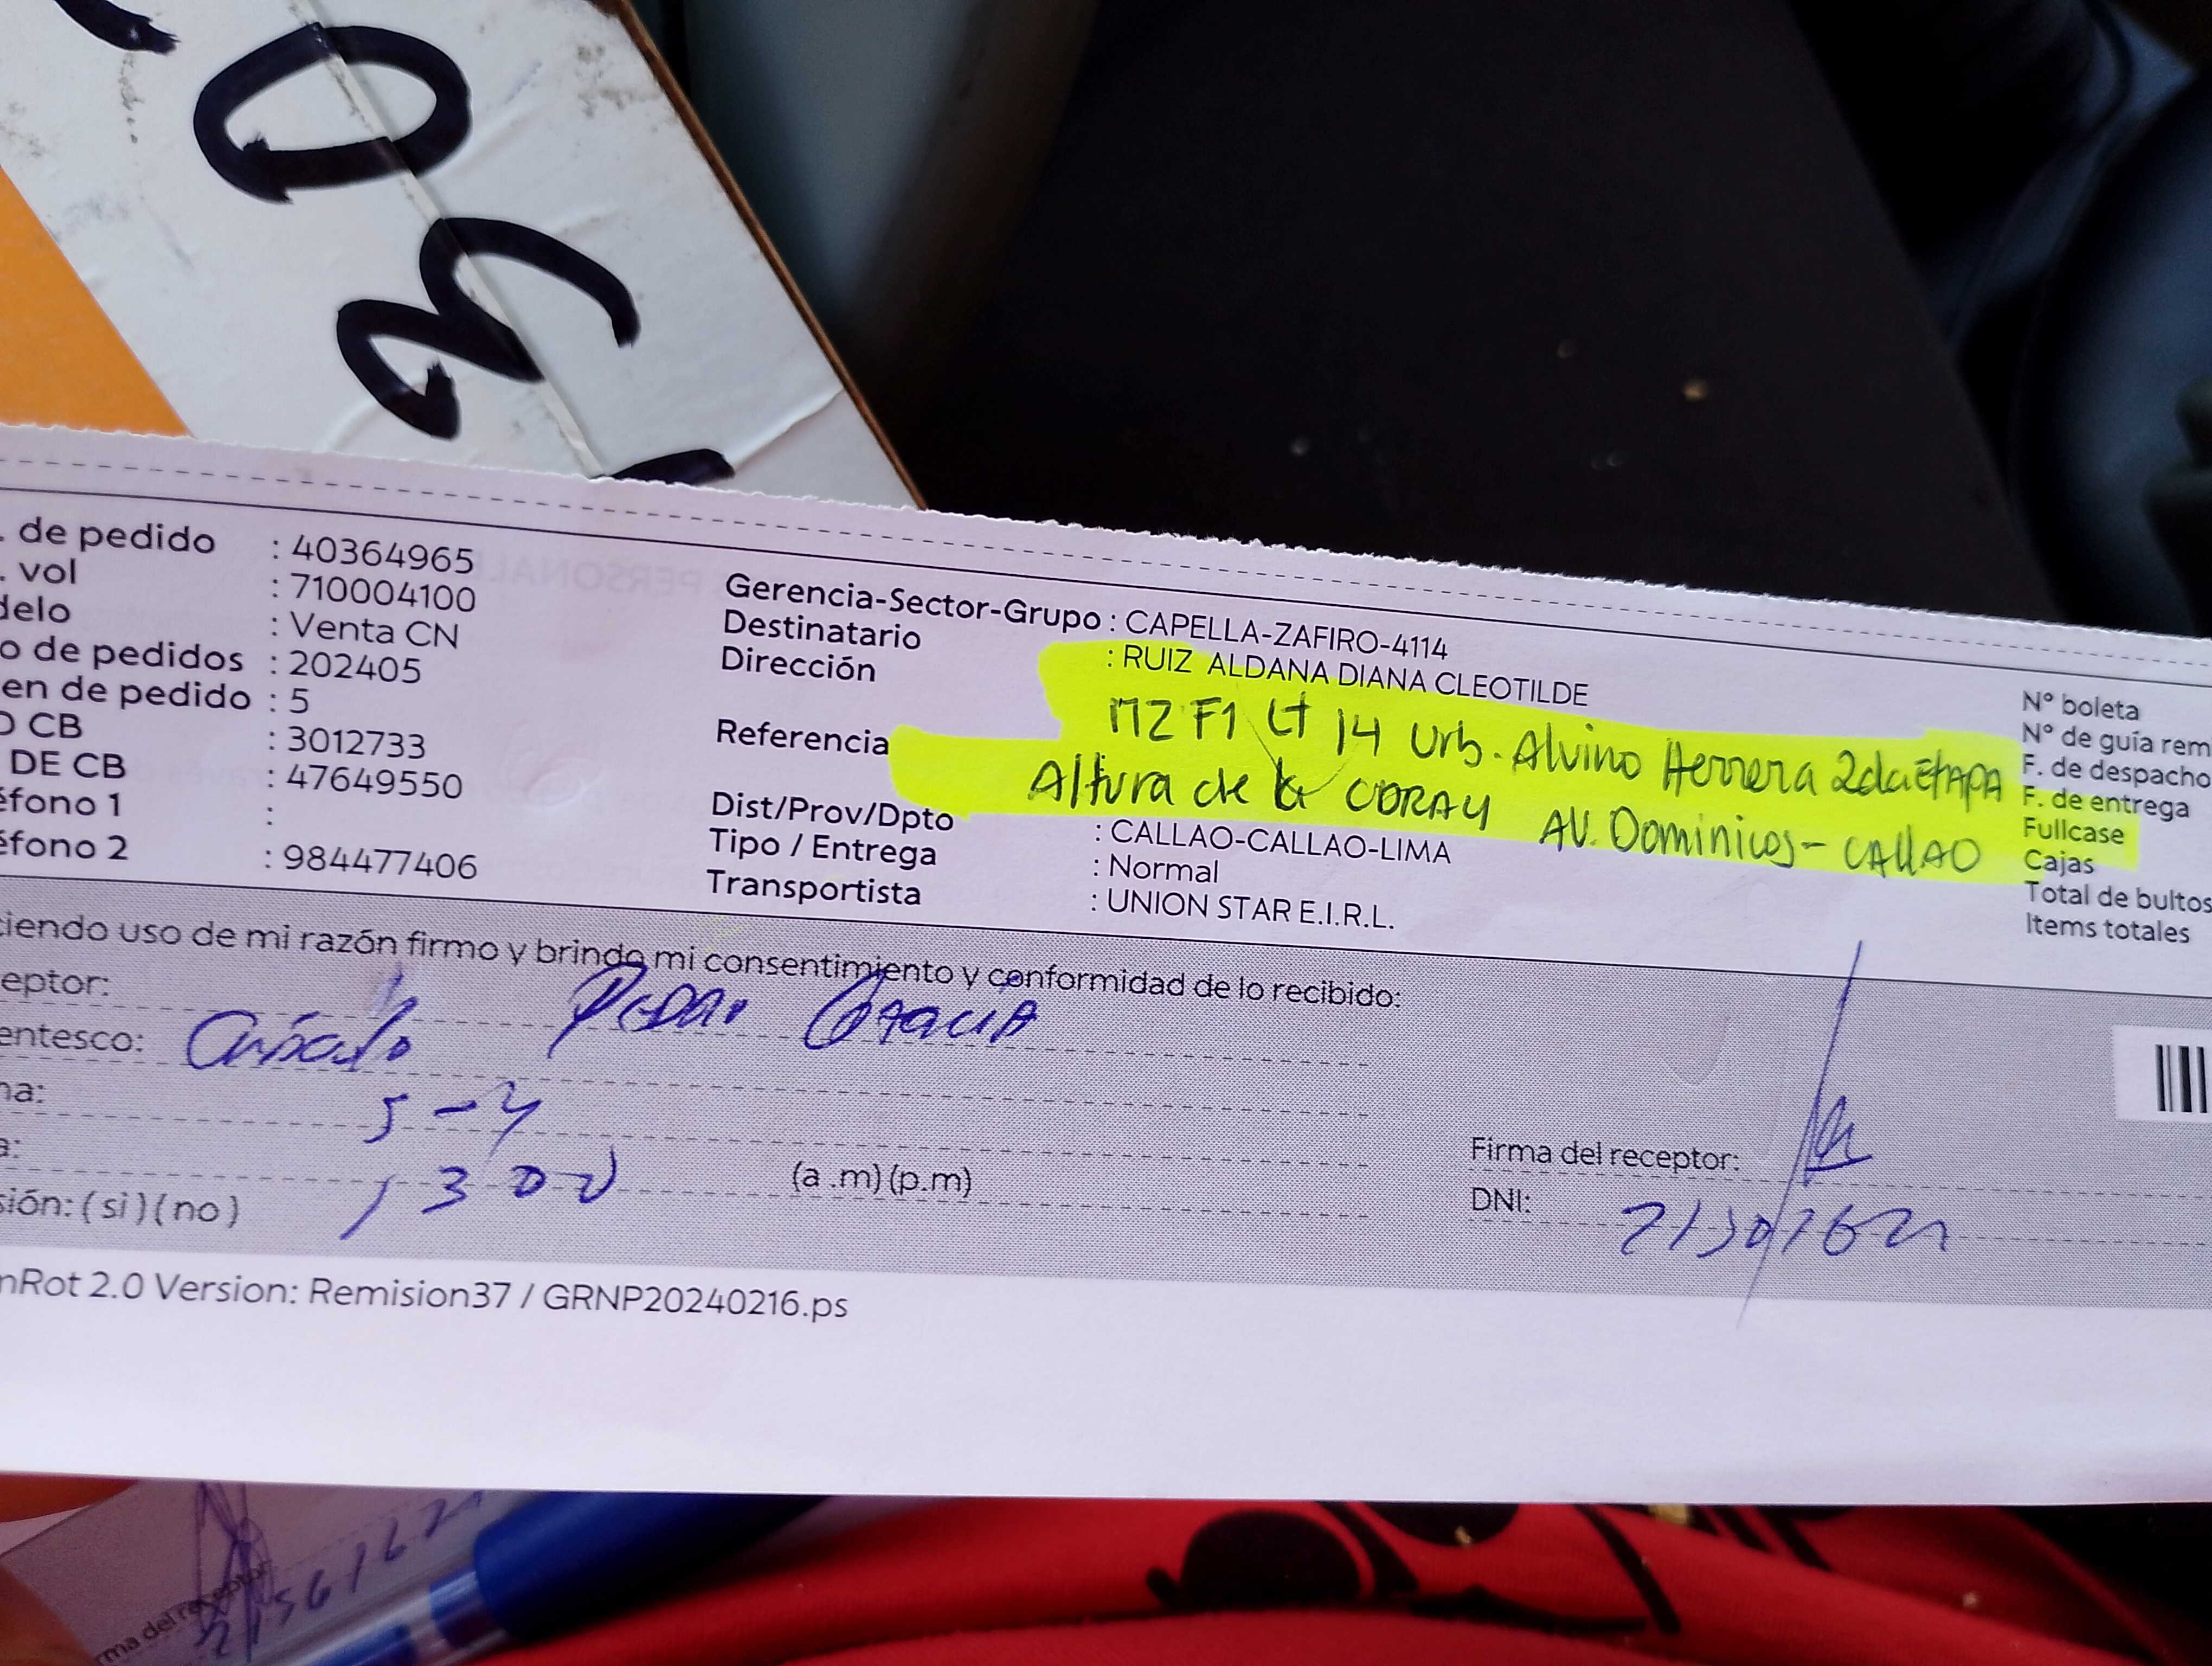 . de pedido : 40364965
. vol : 710004100
delo : Venta CN
o de pedidos : 202405
en de pedido : 5
O CB : 3012733
DE CB : 47649550
éfono 1 :
éfono 2 : 984477406
Gerencia-Sector-Grupo : CAPELLA-ZAFIRO-4114
Destinatario : RUIZ ALDANA DIANA CLEOTILDE
Dirección
MZ F1 Lt 14 Urb. Alvino Herrera 2da EtAPA
Referencia
Altura de la CORAY AV. Dominicos - CALLAO
Dist/Prov/Dpto : CALLAO-CALLAO-LIMA
Tipo / Entrega : Normal
Transportista : UNION STAR E.I.R.L.
N° boleta
N° de guía rem
F. de despacho
F. de entrega
Fullcase
Cajas
Total de bultos
Items totales
ciendo uso de mi razón firmo y brindo mi consentimiento y conformidad de lo recibido:
eptor:
entesco:
na: 5-4
a: 1300 (a .m) (p.m)
sión: ( si ) ( no )
Firma del receptor:
DNI:
nRot 2.0 Version: Remision37 / GRNP20240216.ps
rma del receptor